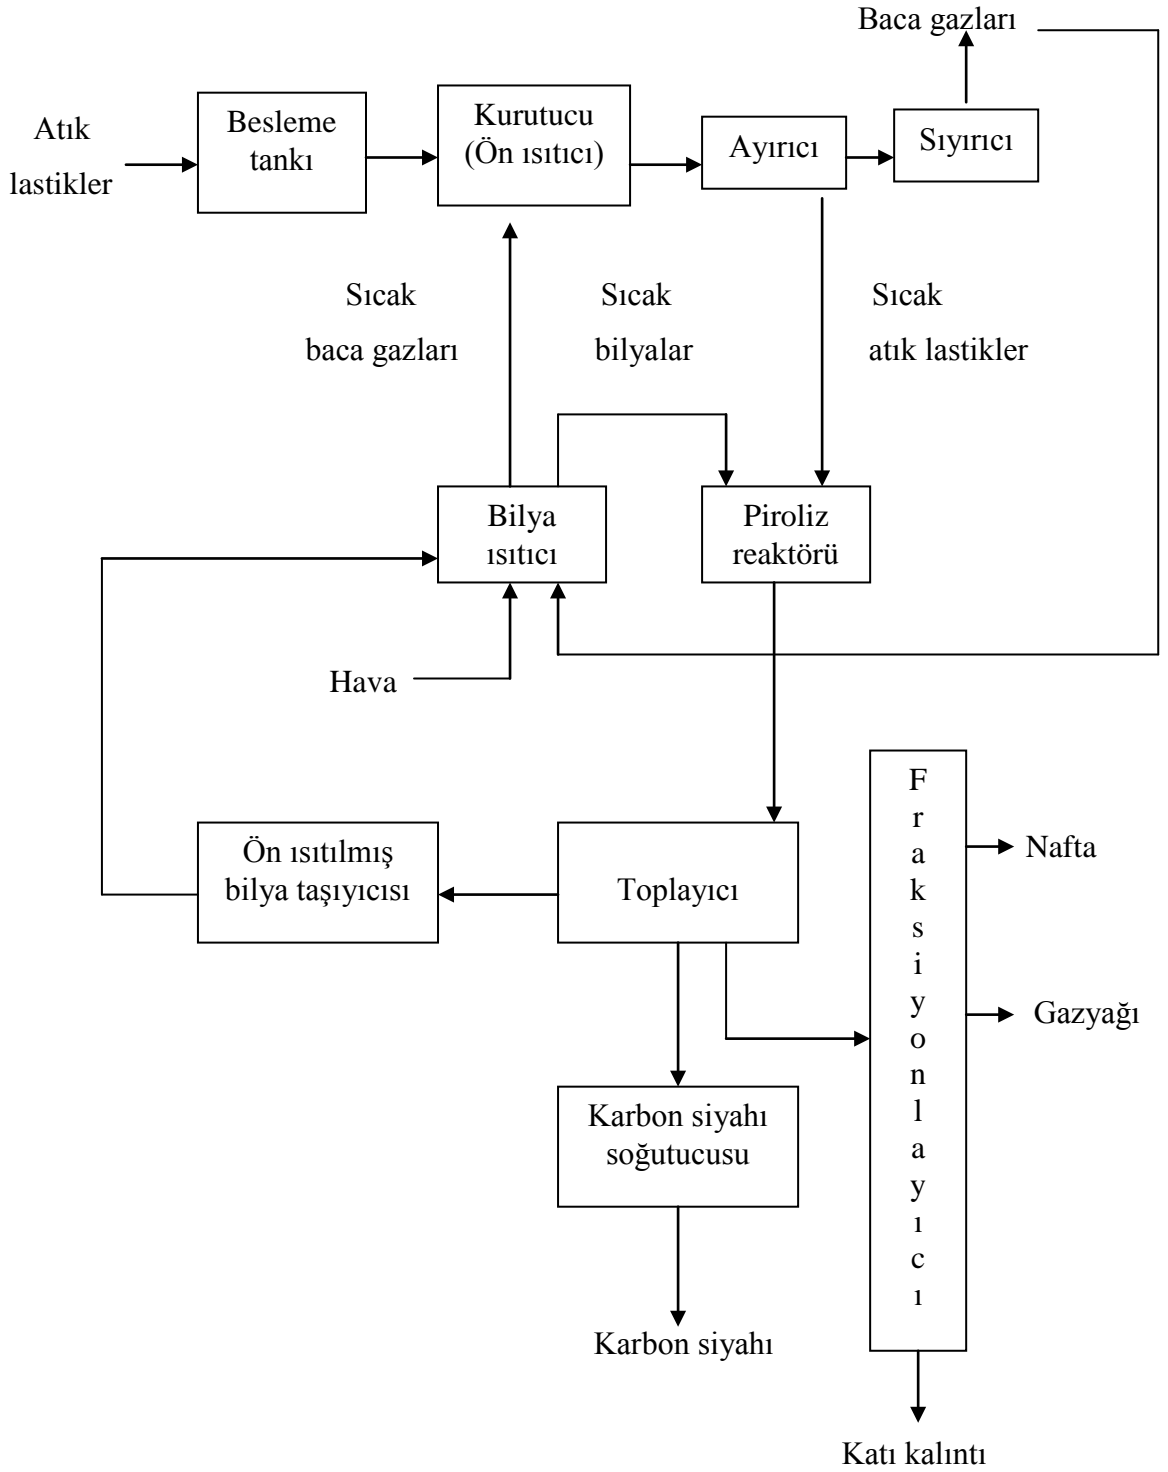 Baca gazları
Atık
lastikler
Besleme
tankı
Kurutucu
(Ön ısıtıcı)
Ayırıcı
Sıyırıcı
Sıcak
baca gazları
Sıcak
bilyalar
Sıcak
atık lastikler
Bilya
ısıtıcı
Piroliz
reaktörü
Hava
Ön ısıtılmış
bilya taşıyıcısı
Toplayıcı
F
r
a
k
s
i
y
o
n
l
a
y
ı
c
ı
Nafta
Gazyağı
Karbon siyahı
soğutucusu
Karbon siyahı
Katı kalıntı